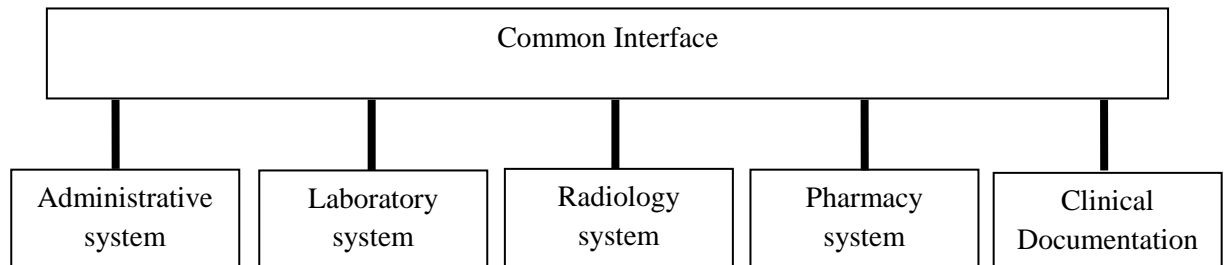 Common Interface
Administrative
system
Laboratory
system
Radiology
system
Pharmacy
system
Clinical
Documentation